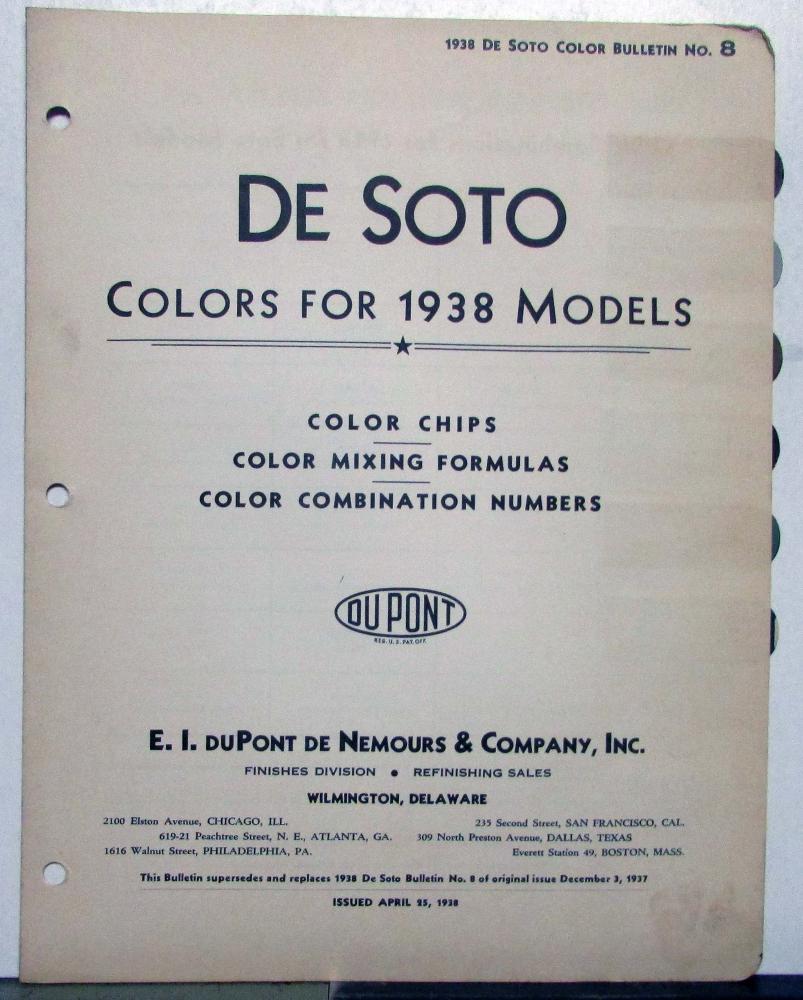 1938 DE SOTO COLOR BULLETIN NO. 8
DE SOTO
COLORS FOR 1938 MODELS
COLOR CHIPS
COLOR MIXING FORMULAS
COLOR COMBINATION NUMBERS
DU PONT
REG. U.S. PAT. OFF.
E. I. DUPONT DE NEMOURS & COMPANY, INC.
FINISHES DIVISION • REFINISHING SALES
WILMINGTON, DELAWARE
2100 Elston Avenue, CHICAGO, ILL. 235 Second Street, SAN FRANCISCO, CAL.
619-21 Peachtree Street, N. E., ATLANTA, GA. 309 North Preston Avenue, DALLAS, TEXAS
1616 Walnut Street, PHILADELPHIA, PA. Everett Station 49, BOSTON, MASS.
This Bulletin supersedes and replaces 1938 De Soto Bulletin No. 8 of original issue December 3, 1937
ISSUED APRIL 25, 1938